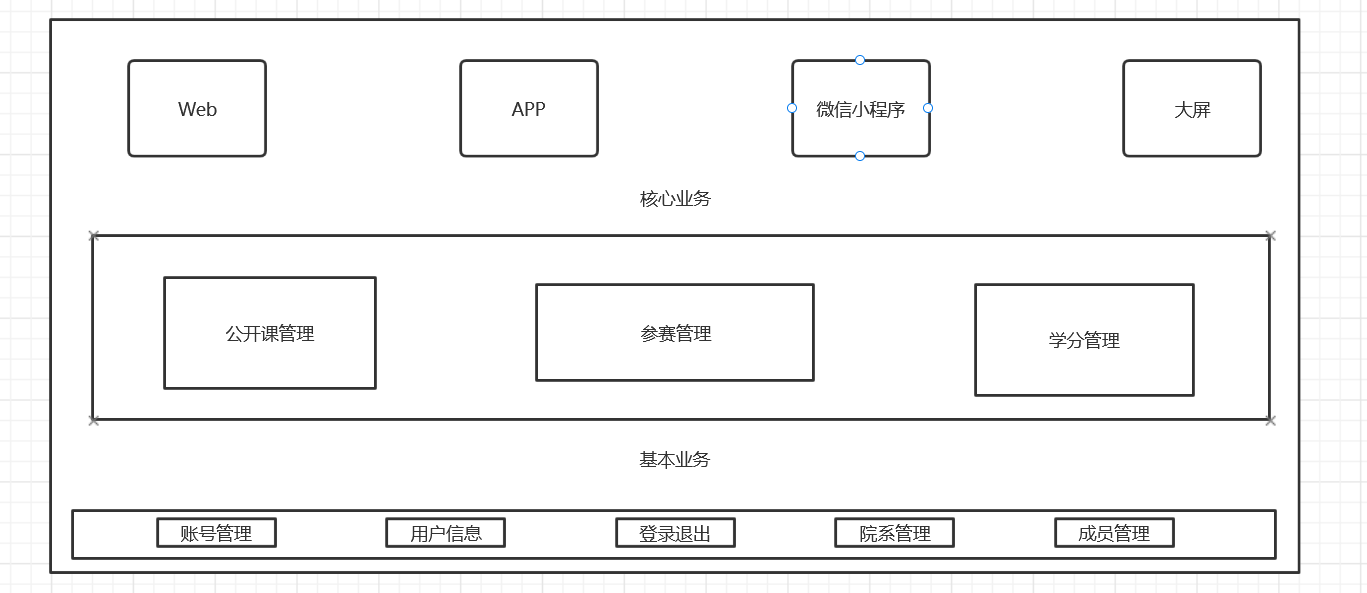 Web
APP
微信小程序
大屏
核心业务
公开课管理
参赛管理
学分管理
基本业务
账号管理
用户信息
登录退出
院系管理
成员管理